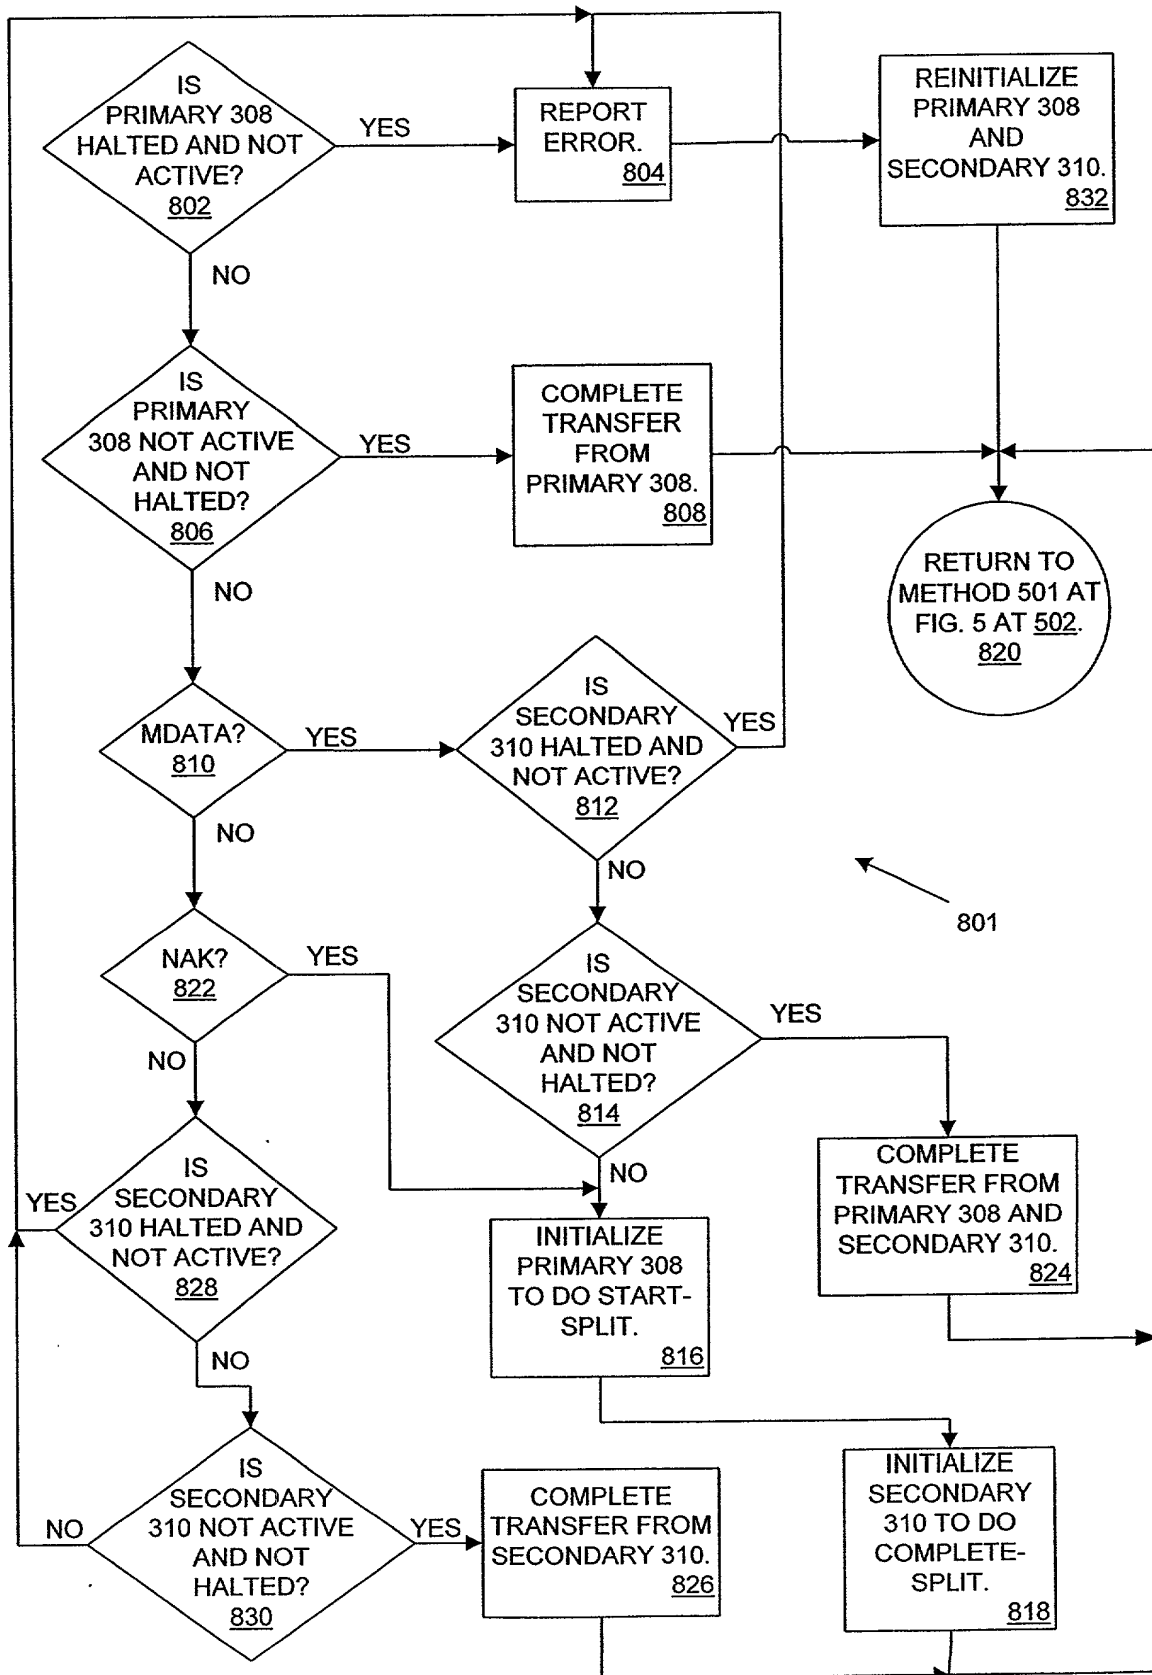 IS
PRIMARY 308
HALTED AND NOT
ACTIVE?
802
YES
NO
REPORT
ERROR.
804
REINITIALIZE
PRIMARY 308
AND
SECONDARY 310.
832
IS
PRIMARY
308 NOT ACTIVE
AND NOT
HALTED?
806
YES
NO
COMPLETE
TRANSFER
FROM
PRIMARY 308.
808
RETURN TO
METHOD 501 AT
FIG. 5 AT 502.
820
MDATA?
810
YES
NO
IS
SECONDARY
310 HALTED AND
NOT ACTIVE?
812
YES
NO
801
NAK?
822
YES
NO
IS
SECONDARY
310 NOT ACTIVE
AND NOT
HALTED?
814
YES
NO
COMPLETE
TRANSFER FROM
PRIMARY 308 AND
SECONDARY 310.
824
IS
SECONDARY
310 HALTED AND
NOT ACTIVE?
828
YES
NO
INITIALIZE
PRIMARY 308
TO DO START-
SPLIT.
816
IS
SECONDARY
310 NOT ACTIVE
AND NOT
HALTED?
830
NO
YES
COMPLETE
TRANSFER FROM
SECONDARY 310.
826
INITIALIZE
SECONDARY
310 TO DO
COMPLETE-
SPLIT.
818